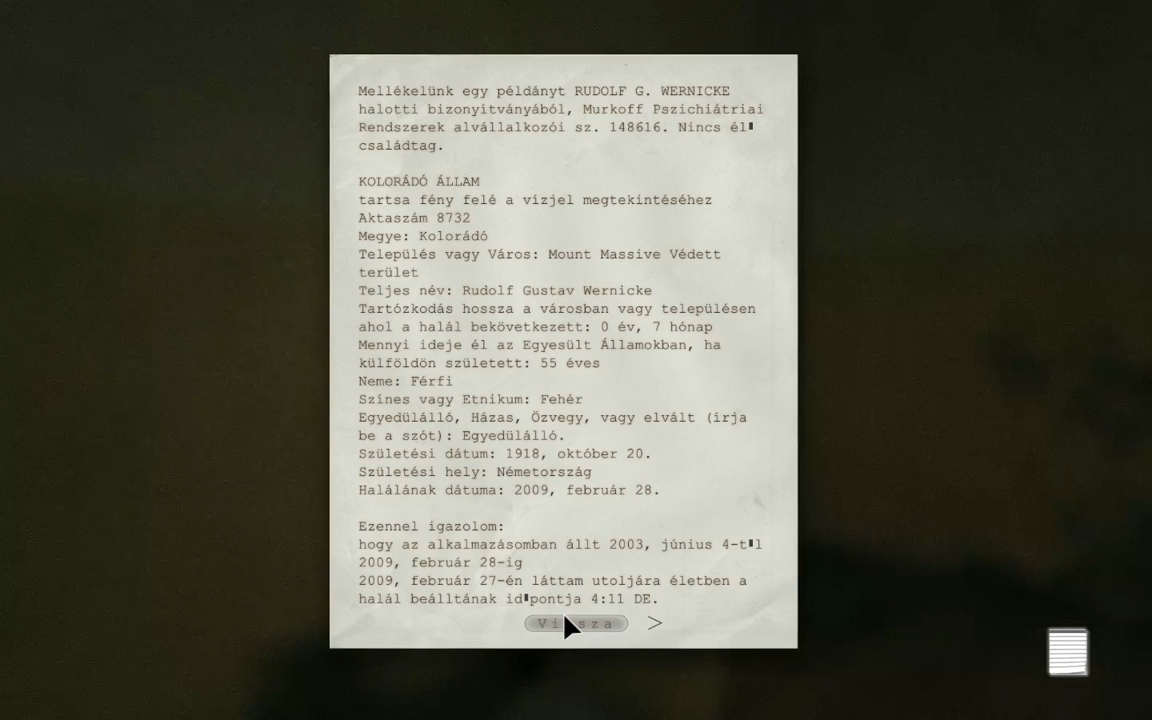 Mellékelünk egy példányt RUDOLF G. WERNICKE
halotti bizonyítványából, Murkoff Pszichiátriai
Rendszerek alvállalkozói sz. 148616. Nincs él▮
családtag.
KOLORÁDÓ ÁLLAM
tartsa fény felé a vízjel megtekintéséhez
Aktaszám 8732
Megye: Kolorádó
Település vagy Város: Mount Massive Védett
terület
Teljes név: Rudolf Gustav Wernicke
Tartózkodás hossza a városban vagy településen
ahol a halál bekövetkezett: 0 év, 7 hónap
Mennyi ideje él az Egyesült Államokban, ha
külföldön született: 55 éves
Neme: Férfi
Színes vagy Etnikum: Fehér
Egyedülálló, Házas, Özvegy, vagy elvált (írja
be a szót): Egyedülálló.
Születési dátum: 1918, október 20.
Születési hely: Németország
Halálának dátuma: 2009, február 28.
Ezennel igazolom:
hogy az alkalmazásomban állt 2003, június 4-t▮l
2009, február 28-ig
2009, február 27-én láttam utoljára életben a
halál beálltának id▮pontja 4:11 DE.
Vissza >